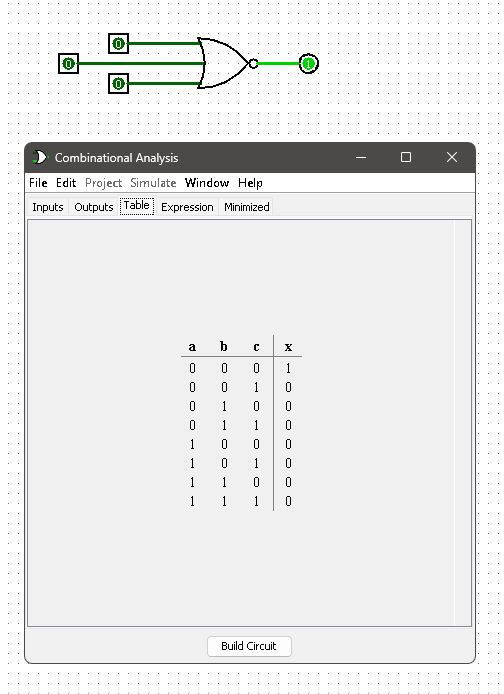 0
0
0
1
Combinational Analysis
File Edit Project Simulate Window Help
Inputs Outputs Table Expression Minimized
a b c x
0 0 0 1
0 0 1 0
0 1 0 0
0 1 1 0
1 0 0 0
1 0 1 0
1 1 0 0
1 1 1 0
Build Circuit